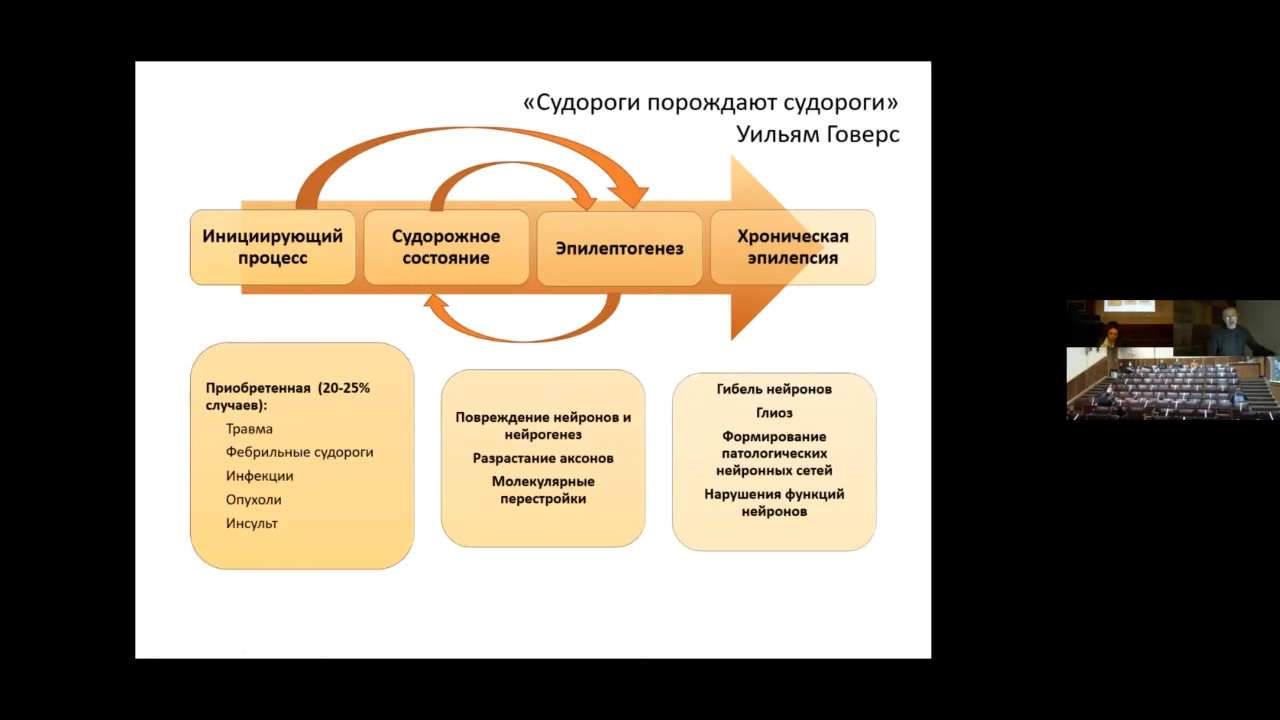 «Судороги порождают судороги»
Уильям Говерс
Инициирующий
процесс
Судорожное
состояние
Эпилептогенез
Хроническая
эпилепсия
Приобретенная (20-25%
случаев):
Травма
Фебрильные судороги
Инфекции
Опухоли
Инсульт
Повреждение нейронов и
нейрогенез
Разрастание аксонов
Молекулярные
перестройки
Гибель нейронов
Глиоз
Формирование
патологических
нейронных сетей
Нарушения функций
нейронов